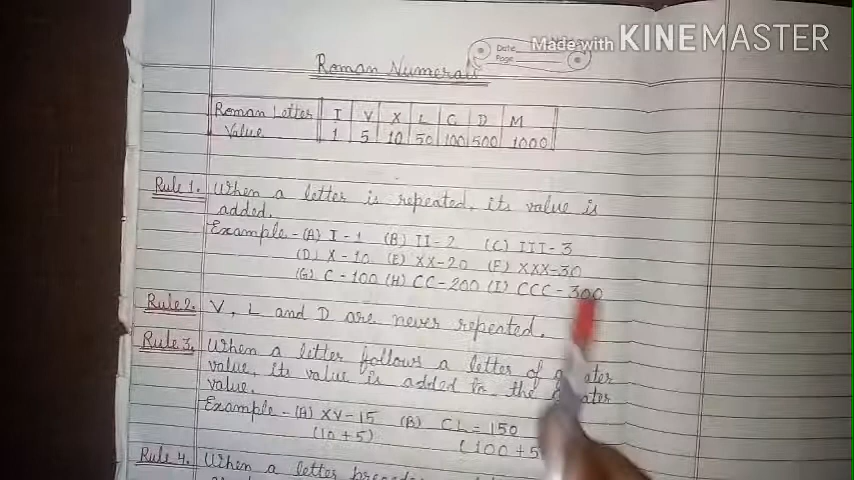 Made with KINEMASTER
Date
Page
Roman Numerals
Roman Letter I V X L C D M
Value 1 5 10 50 100 500 1000
Rule 1. When a letter is repeated, its value is
added.
Example - (A) I - 1 (B) II - 2 (C) III - 3
(D) X - 10 (E) XX - 20 (F) XXX - 30
(G) C - 100 (H) CC - 200 (I) CCC - 300
Rule 2. V, L and D are never repeated.
Rule 3. When a letter follows a letter of
value, its value is added to the
value.
Example - (A) XV - 15 (B) CL = 150
(10 + 5) (100 + 5
Rule 4. When a letter